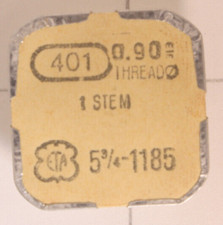 401 0.90
THREADØ
1 STEM
ETA 5¾-1185